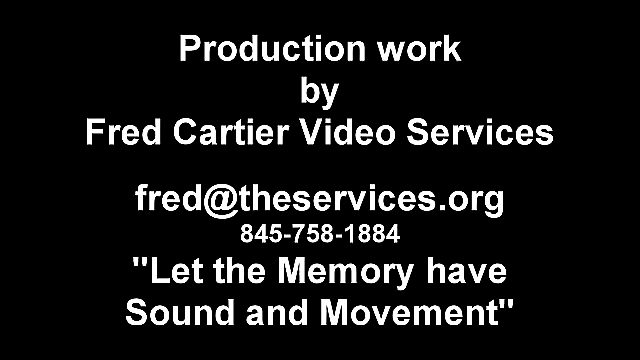 Production work
by
Fred Cartier Video Services
fred@theservices.org
845-758-1884
"Let the Memory have
Sound and Movement"